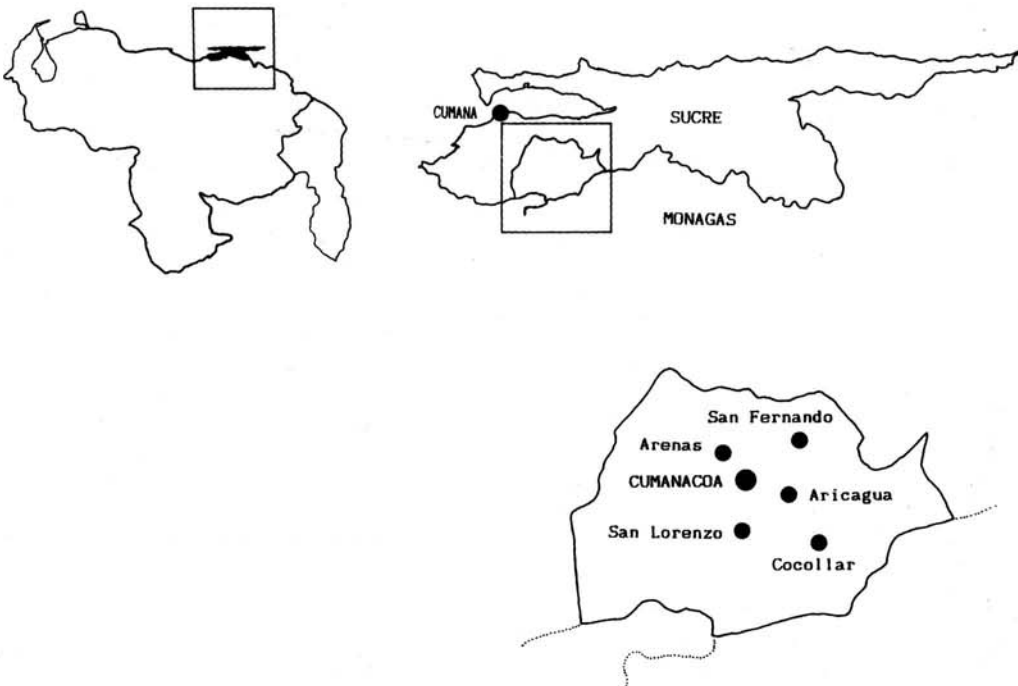 CUMANA
SUCRE
MONAGAS
San Fernando
Arenas
CUMANACOA
Aricagua
San Lorenzo
Cocollar